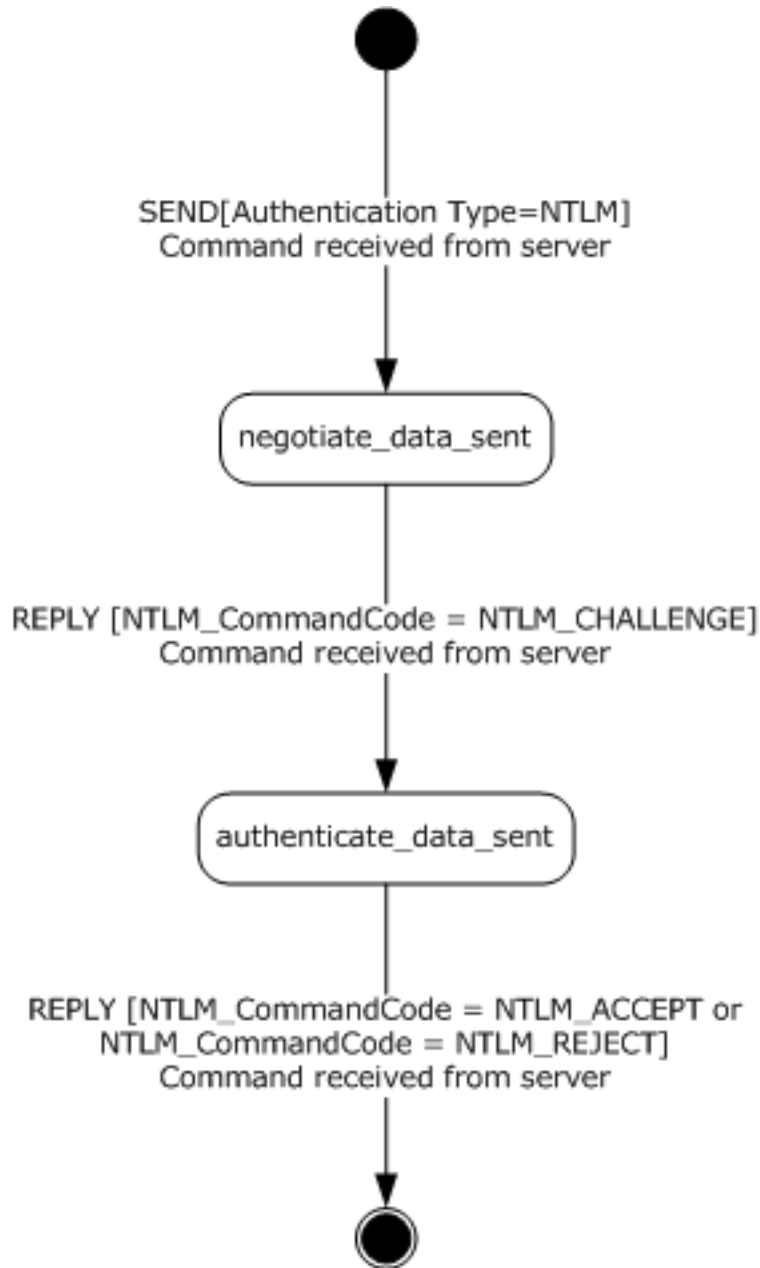 SEND[Authentication Type=NTLM]
Command received from server
negotiate_data_sent
REPLY [NTLM_CommandCode = NTLM_CHALLENGE]
Command received from server
authenticate_data_sent
REPLY [NTLM_CommandCode = NTLM_ACCEPT or
NTLM_CommandCode = NTLM_REJECT]
Command received from server